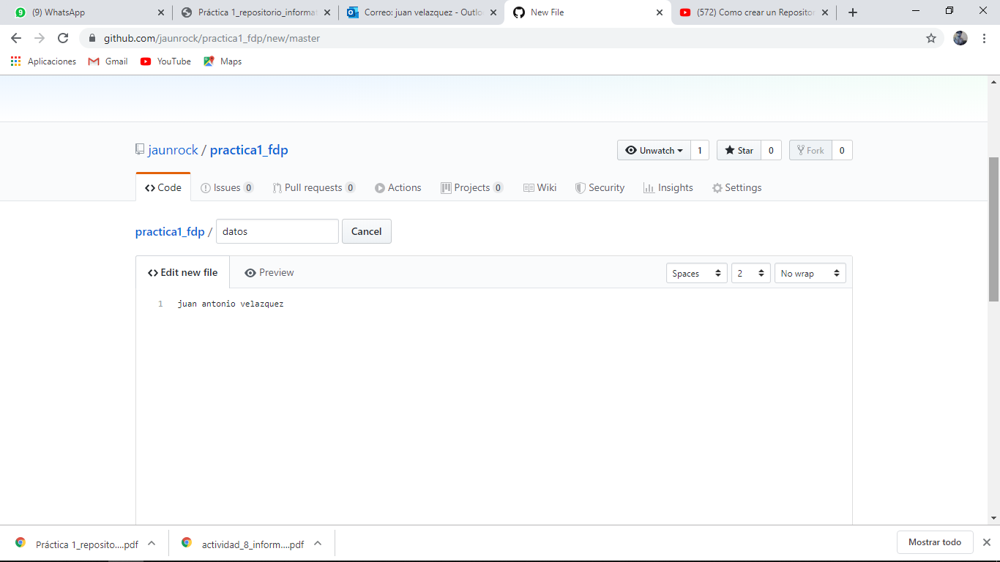 (9) WhatsApp
Práctica 1_repositorio_informat
Correo: juan velazquez - Outlo
New File
(572) Como crear un Repositor
github.com/jaunrock/practica1_fdp/new/master
Aplicaciones Gmail YouTube Maps
jaunrock / practica1_fdp
Unwatch 1 Star 0 Fork 0
Code Issues 0 Pull requests 0 Actions Projects 0 Wiki Security Insights Settings
practica1_fdp / datos Cancel
Edit new file Preview Spaces 2 No wrap
1 juan antonio velazquez
Práctica 1_reposito....pdf actividad_8_inform....pdf Mostrar todo